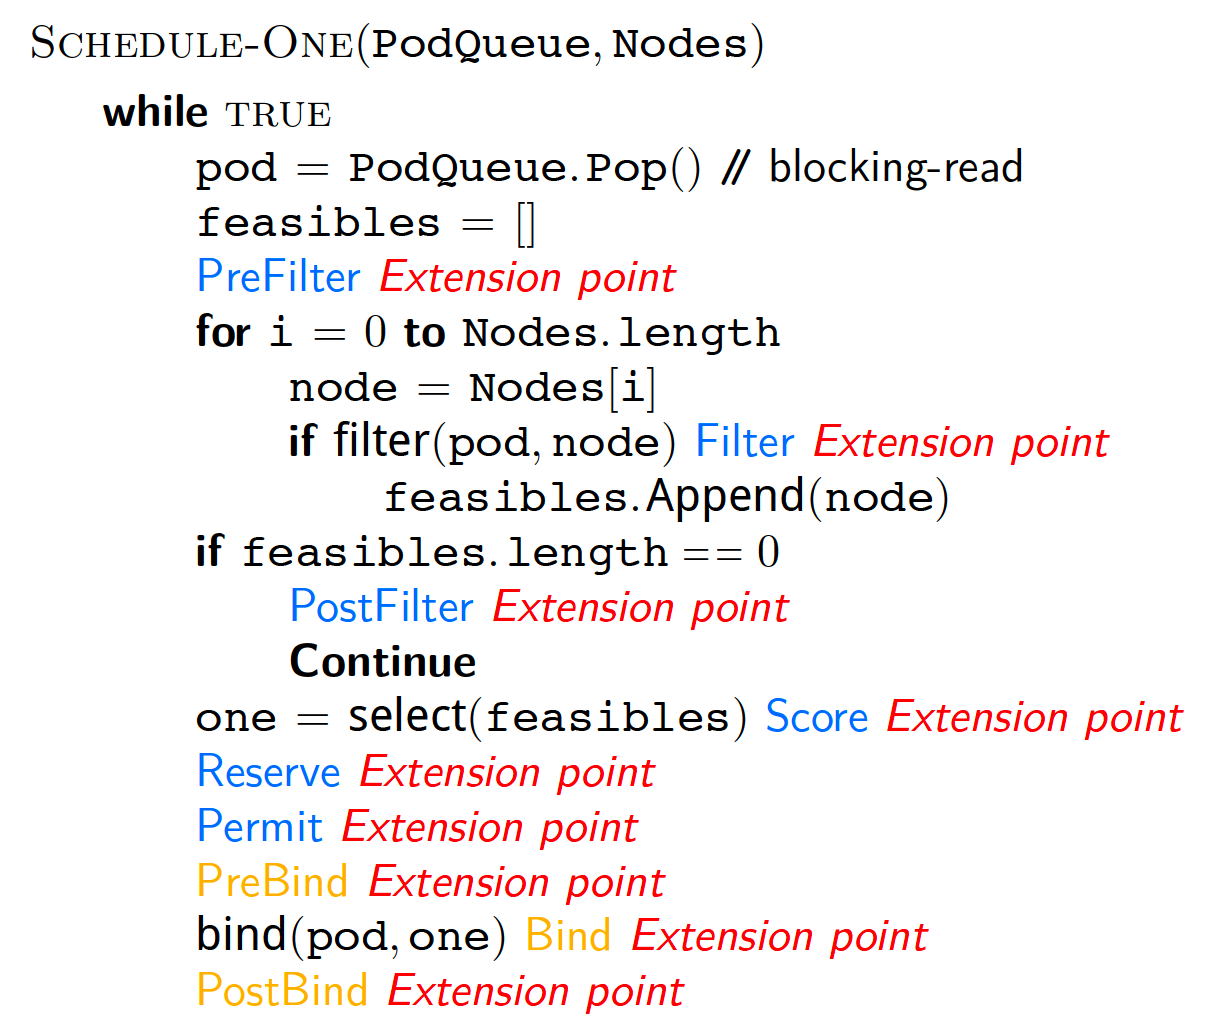 SCHEDULE-ONE(PodQueue, Nodes)
while TRUE
pod = PodQueue.Pop() // blocking-read
feasibles = []
PreFilter Extension point
for i = 0 to Nodes.length
node = Nodes[i]
if filter(pod, node) Filter Extension point
feasibles.Append(node)
if feasibles.length == 0
PostFilter Extension point
Continue
one = select(feasibles) Score Extension point
Reserve Extension point
Permit Extension point
PreBind Extension point
bind(pod, one) Bind Extension point
PostBind Extension point